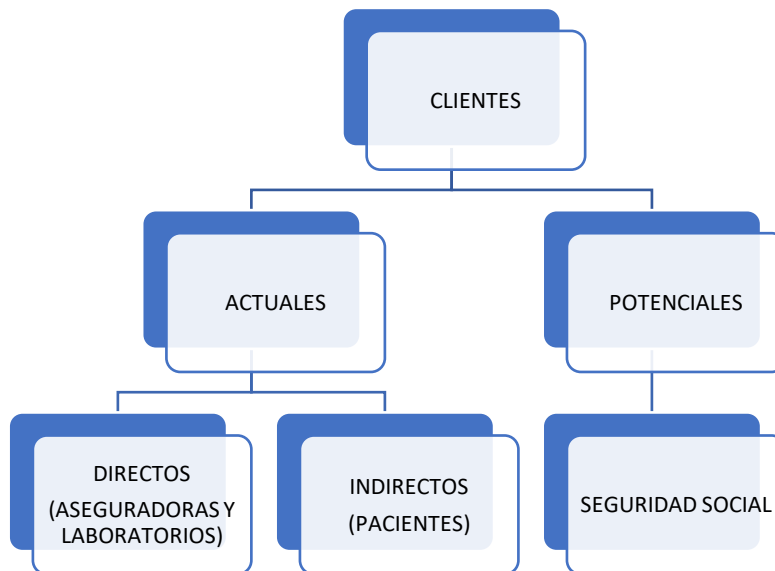 CLIENTES
ACTUALES
POTENCIALES
DIRECTOS
(ASEGURADORAS Y
LABORATORIOS)
INDIRECTOS
(PACIENTES)
SEGURIDAD SOCIAL